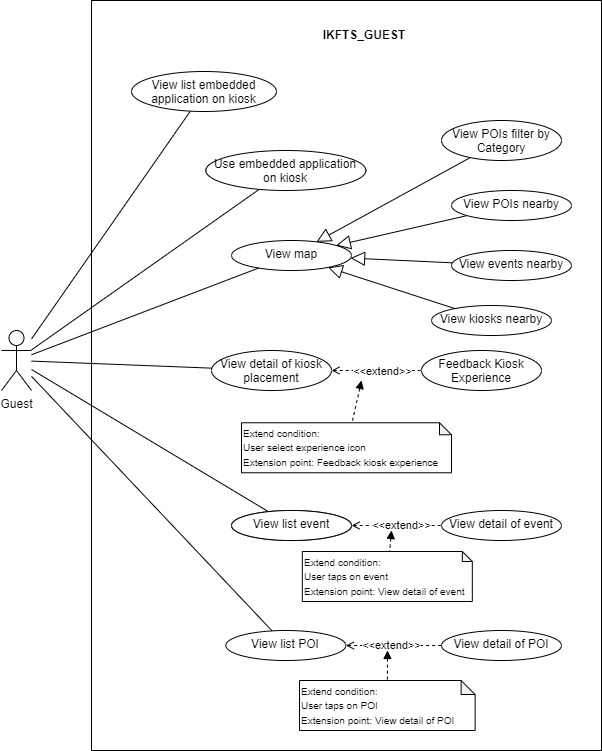 IKFTS_GUEST
View list embedded
application on kiosk
View POIs filter by
Category
Use embedded application
on kiosk
View POIs nearby
View map
View events nearby
View kiosks nearby
View detail of kiosk
placement
<<extend>>
Feedback Kiosk
Experience
Guest
Extend condition:
User select experience icon
Extension point: Feedback kiosk experience
View list event
<<extend>>
View detail of event
Extend condition:
User taps on event
Extension point: View detail of event
View list POI
<<extend>>
View detail of POI
Extend condition:
User taps on POI
Extension point: View detail of POI